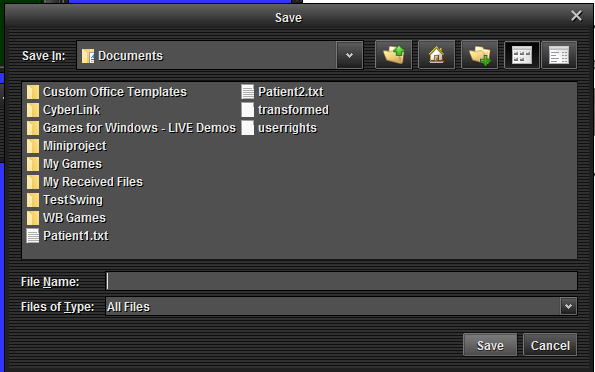 Save
Save In: Documents
Custom Office Templates
CyberLink
Games for Windows - LIVE Demos
Miniproject
My Games
My Received Files
TestSwing
WB Games
Patient1.txt
Patient2.txt
transformed
userrights
File Name:
Files of Type: All Files
Save Cancel